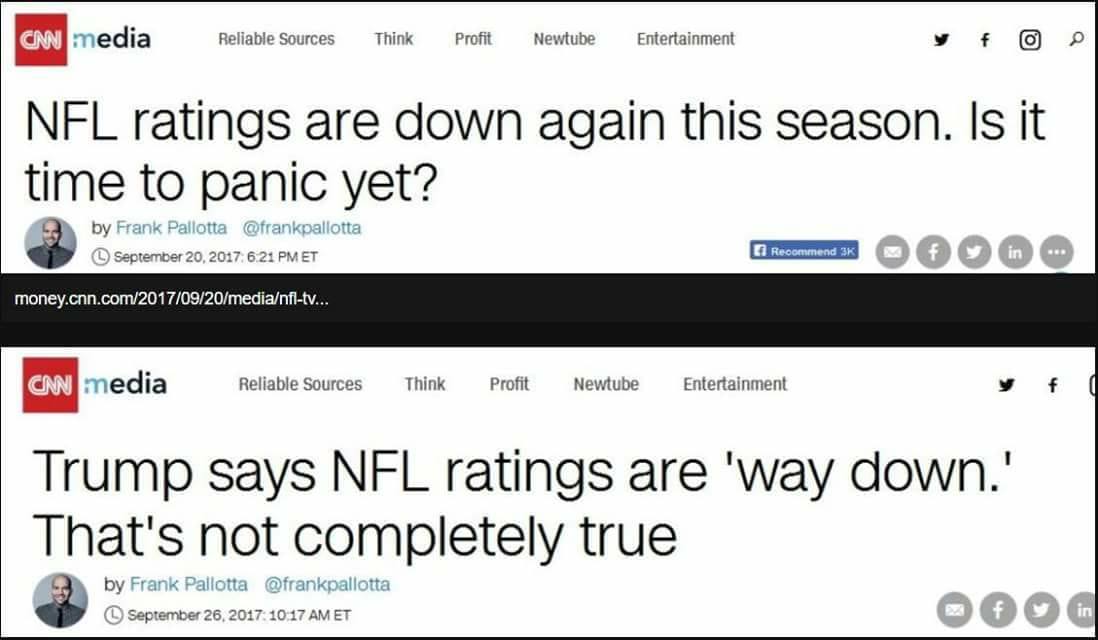 CNN media Reliable Sources Think Profit Newtube Entertainment
NFL ratings are down again this season. Is it
time to panic yet?
by Frank Pallotta @frankpallotta
September 20, 2017: 6:21 PM ET
Recommend 3K
money.cnn.com/2017/09/20/media/nfl-tv...
CNN media Reliable Sources Think Profit Newtube Entertainment
Trump says NFL ratings are 'way down.'
That's not completely true
by Frank Pallotta @frankpallotta
September 26, 2017: 10:17 AM ET